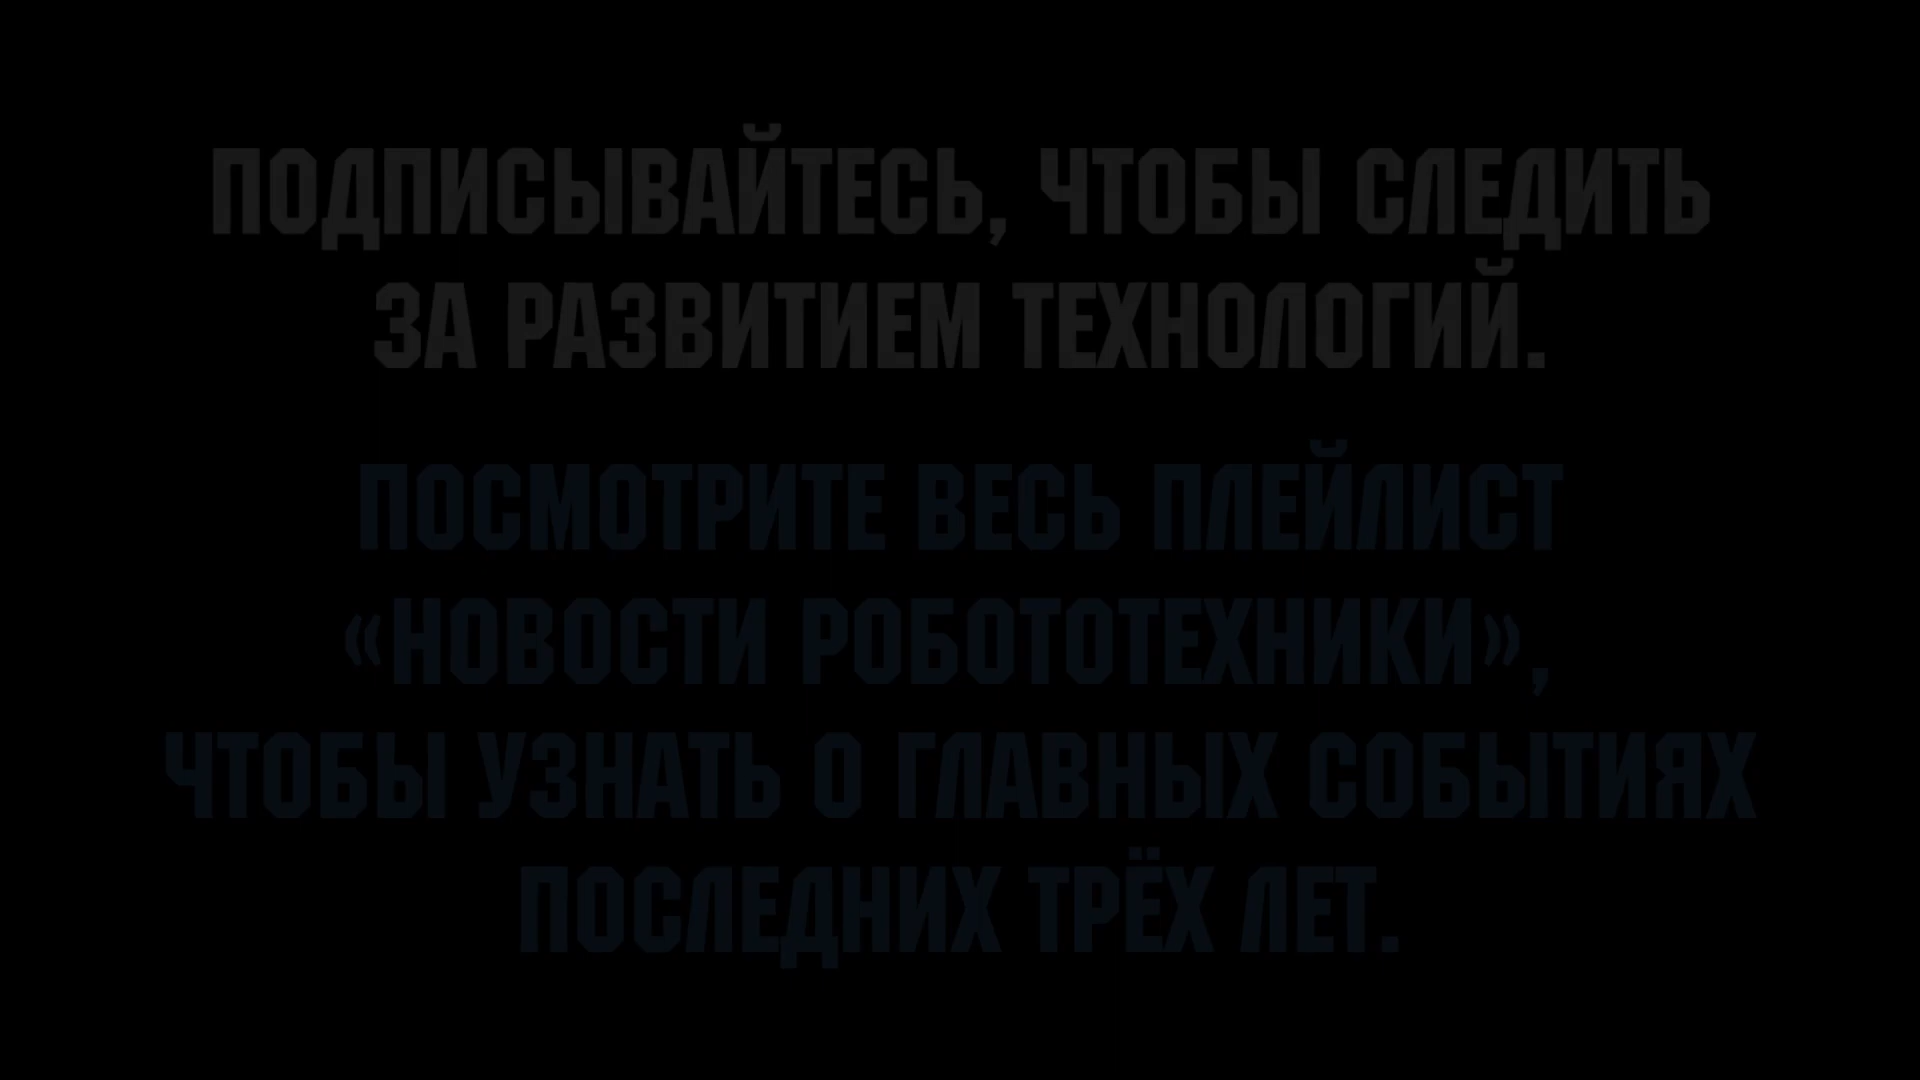 ПОДПИСЫВАЙТЕСЬ, ЧТОБЫ СЛЕДИТЬ
ЗА РАЗВИТИЕМ ТЕХНОЛОГИЙ.
ПОСМОТРИТЕ ВЕСЬ ПЛЕЙЛИСТ
«НОВОСТИ РОБОТОТЕХНИКИ»,
ЧТОБЫ УЗНАТЬ О ГЛАВНЫХ СОБЫТИЯХ
ПОСЛЕДНИХ ТРЁХ ЛЕТ.